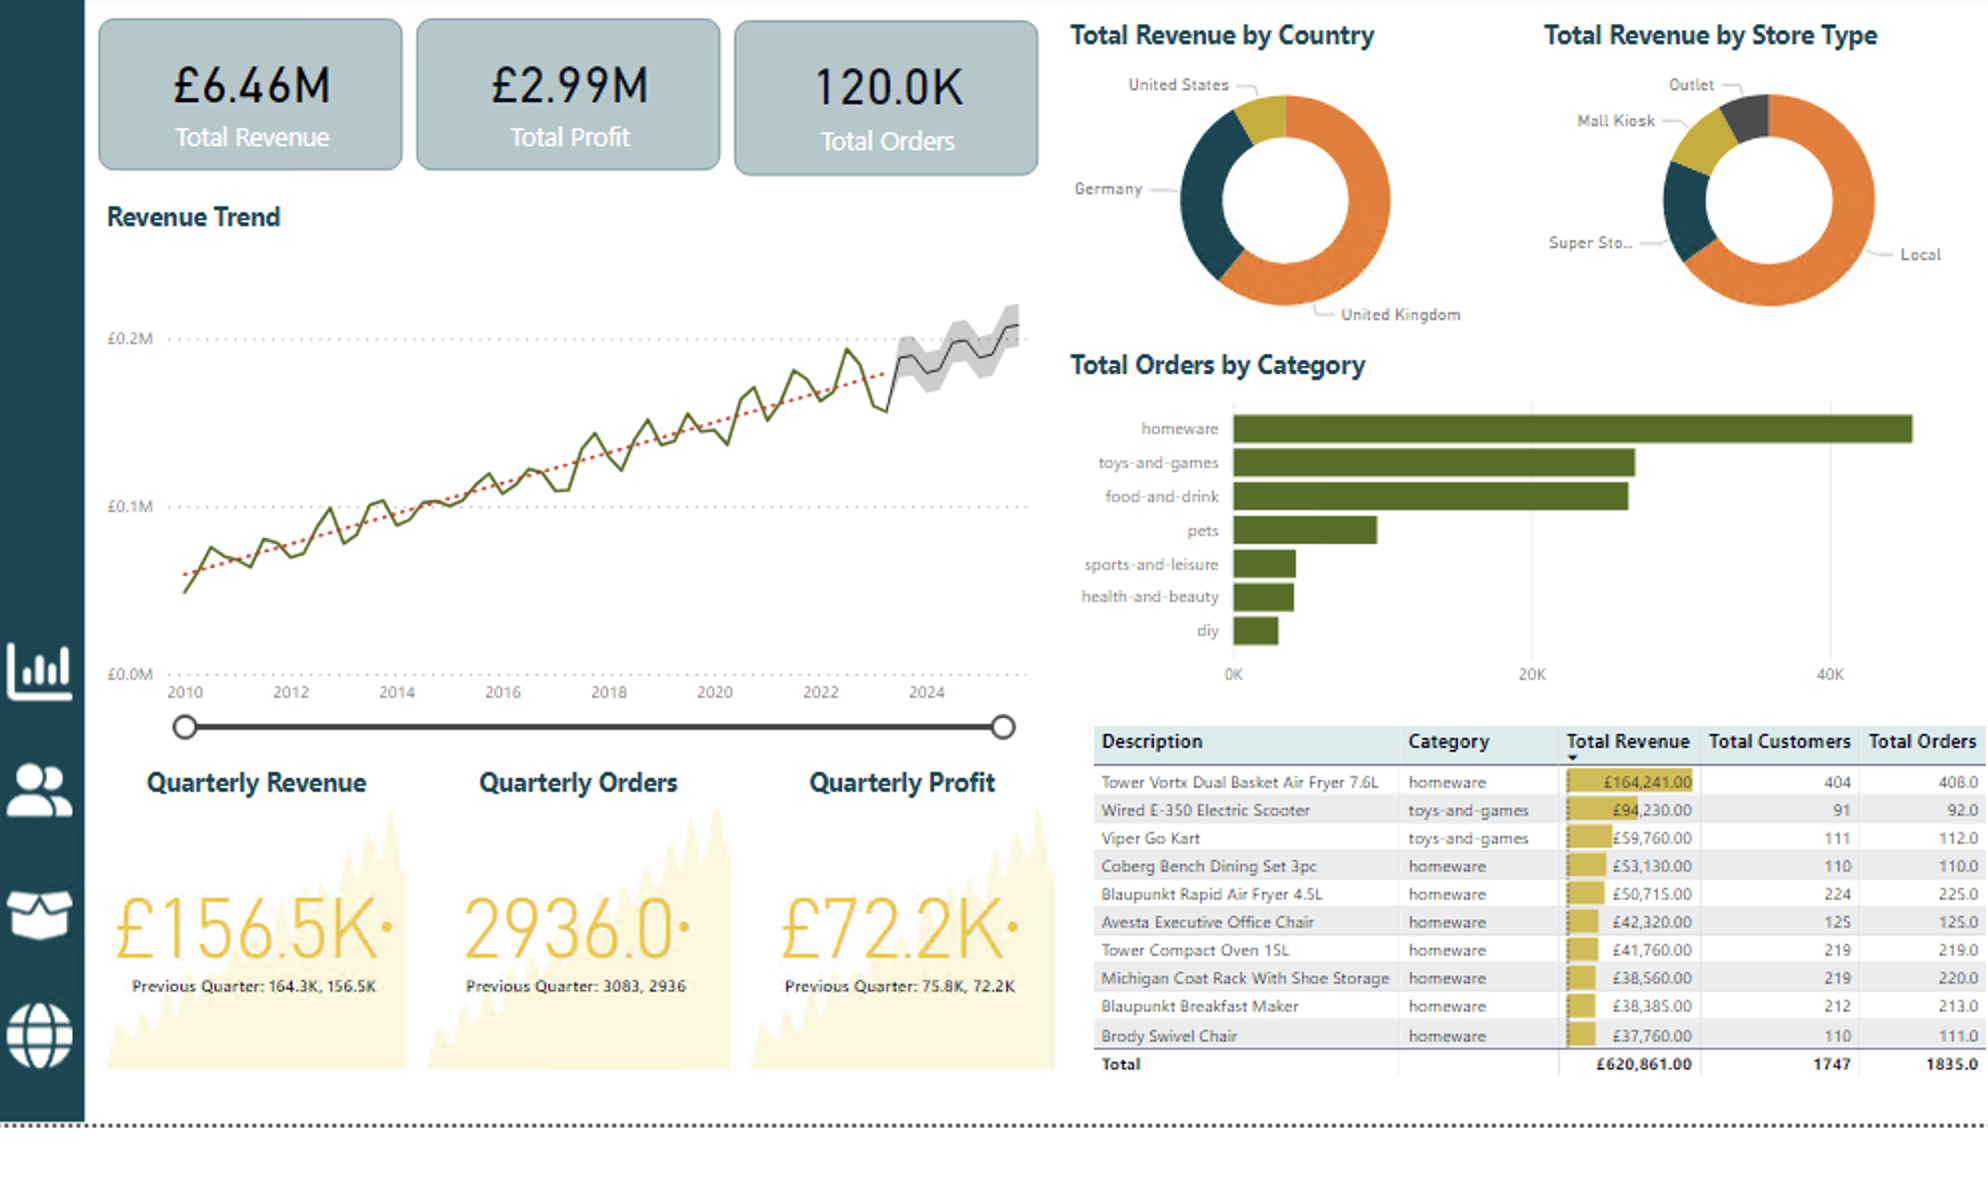 £6.46M
Total Revenue
£2.99M
Total Profit
120.0K
Total Orders
Revenue Trend
£0.2M
£0.1M
£0.0M
2010 2012 2014 2016 2018 2020 2022 2024
Quarterly Revenue
£156.5K
Previous Quarter: 164.3K, 156.5K
Quarterly Orders
2936.0
Previous Quarter: 3083, 2936
Quarterly Profit
£72.2K
Previous Quarter: 75.8K, 72.2K
Total Revenue by Country
United States
Germany
United Kingdom
Total Revenue by Store Type
Outlet
Mall Kiosk
Super Sto...
Local
Total Orders by Category
homeware
toys-and-games
food-and-drink
pets
sports-and-leisure
health-and-beauty
diy
0K 20K 40K
Description Category Total Revenue Total Customers Total Orders
Tower Vortx Dual Basket Air Fryer 7.6L homeware £164,241.00 404 408.0
Wired E-350 Electric Scooter toys-and-games £94,230.00 91 92.0
Viper Go Kart toys-and-games £59,760.00 111 112.0
Coberg Bench Dining Set 3pc homeware £53,130.00 110 110.0
Blaupunkt Rapid Air Fryer 4.5L homeware £50,715.00 224 225.0
Avesta Executive Office Chair homeware £42,320.00 125 125.0
Tower Compact Oven 15L homeware £41,760.00 219 219.0
Michigan Coat Rack With Shoe Storage homeware £38,560.00 219 220.0
Blaupunkt Breakfast Maker homeware £38,385.00 212 213.0
Brody Swivel Chair homeware £37,760.00 110 111.0
Total £620,861.00 1747 1835.0